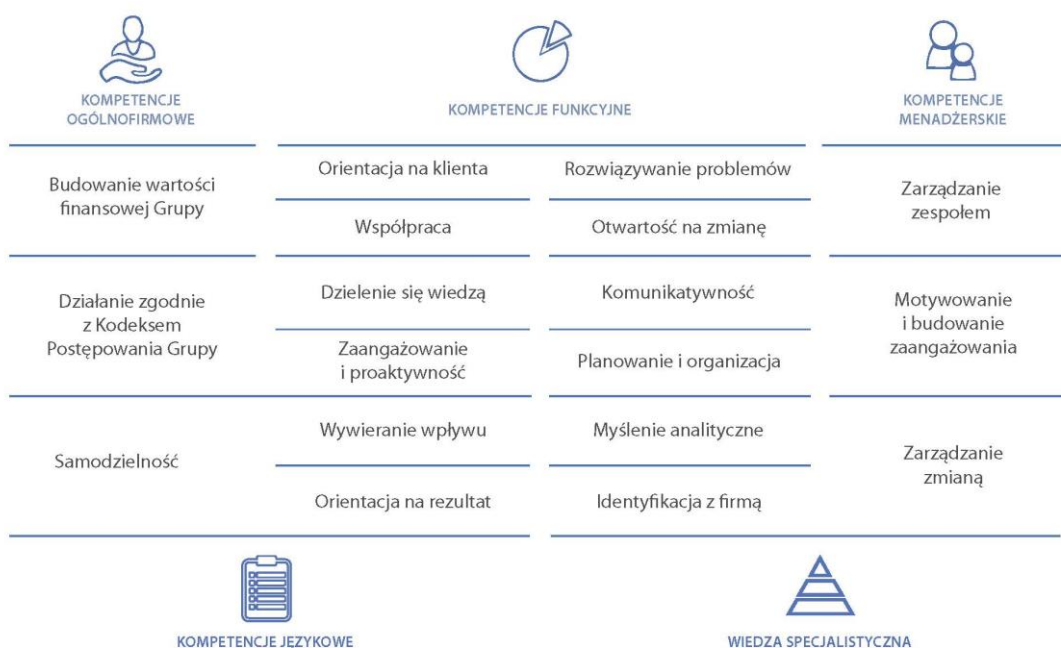 KOMPETENCJE
OGÓLNOFIRMOWE
KOMPETENCJE FUNKCYJNE
KOMPETENCJE
MENADŻERSKIE
Budowanie wartości
finansowej Grupy
Orientacja na klienta
Rozwiązywanie problemów
Współpraca
Otwartość na zmianę
Zarządzanie
zespołem
Działanie zgodnie
z Kodeksem
Postępowania Grupy
Dzielenie się wiedzą
Komunikatywność
Zaangażowanie
i proaktywność
Planowanie i organizacja
Motywowanie
i budowanie
zaangażowania
Samodzielność
Wywieranie wpływu
Myślenie analityczne
Orientacja na rezultat
Identyfikacja z firmą
Zarządzanie
zmianą
KOMPETENCJE JĘZYKOWE
WIEDZA SPECJALISTYCZNA